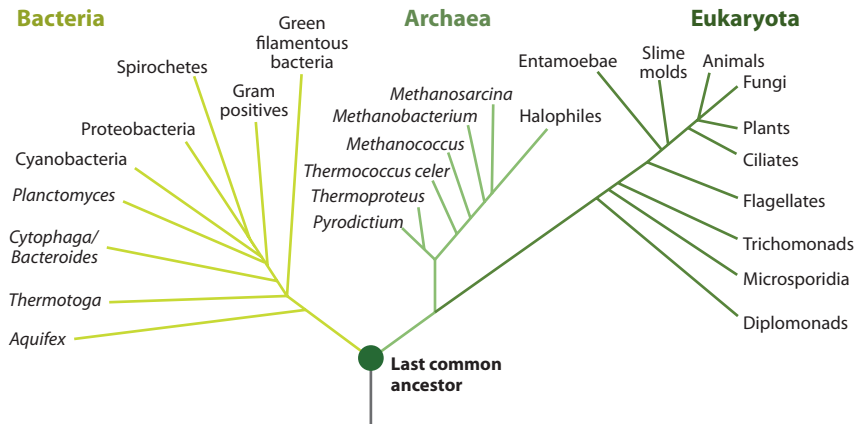 Bacteria
Archaea
Eukaryota
Green
filamentous
bacteria
Spirochetes
Gram
positives
Proteobacteria
Cyanobacteria
Planctomyces
Cytophaga/
Bacteroides
Thermotoga
Aquifex
Methanosarcina
Methanobacterium
Halophiles
Methanococcus
Thermococcus celer
Thermoproteus
Pyrodictium
Entamoebae
Slime
molds
Animals
Fungi
Plants
Ciliates
Flagellates
Trichomonads
Microsporidia
Diplomonads
Last common
ancestor